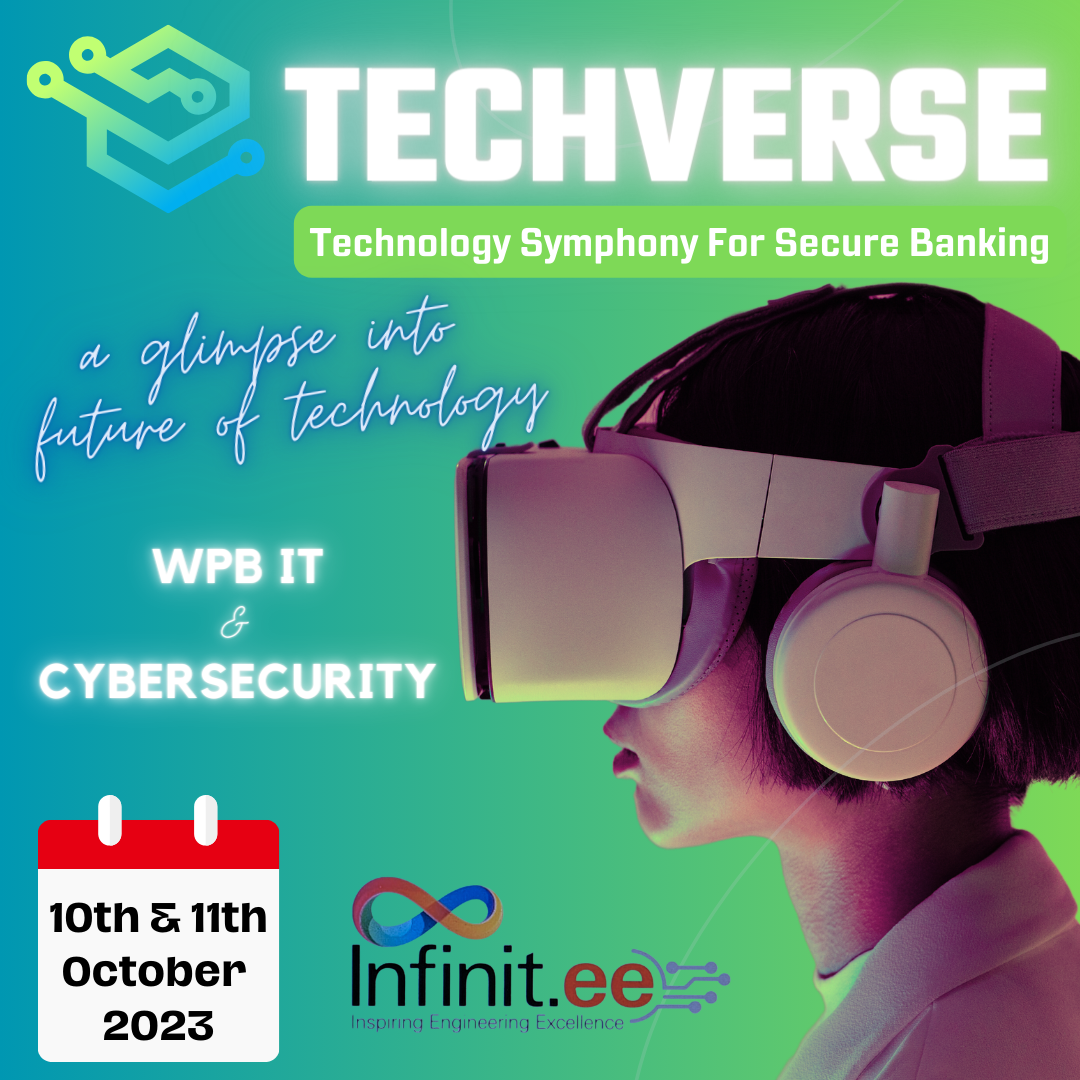 TECHVERSE
Technology Symphony For Secure Banking
a glimpse into
future of technology
WPB IT
&
CYBERSECURITY
10th & 11th
October
2023
Infinit.ee
Inspiring Engineering Excellence